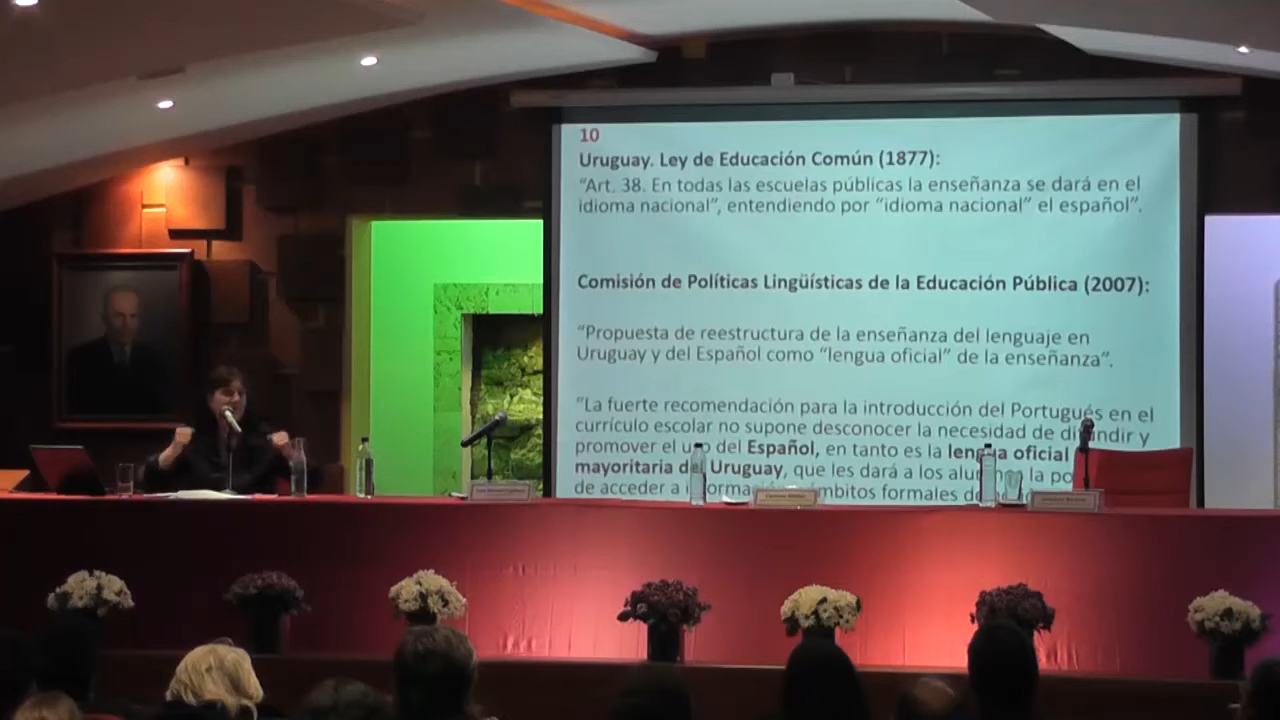 10
Uruguay. Ley de Educación Común (1877):
“Art. 38. En todas las escuelas públicas la enseñanza se dará en el
idioma nacional”, entendiendo por “idioma nacional” el español”.
Comisión de Políticas Lingüísticas de la Educación Pública (2007):
“Propuesta de reestructura de la enseñanza del lenguaje en
Uruguay y del Español como “lengua oficial” de la enseñanza”.
“La fuerte recomendación para la introducción del Portugués en el
currículo escolar no supone desconocer la necesidad de difundir y
promover el uso del Español, en tanto es la lengua oficial
mayoritaria del Uruguay, que les dará a los alumnos la
de acceder a ámbitos formales